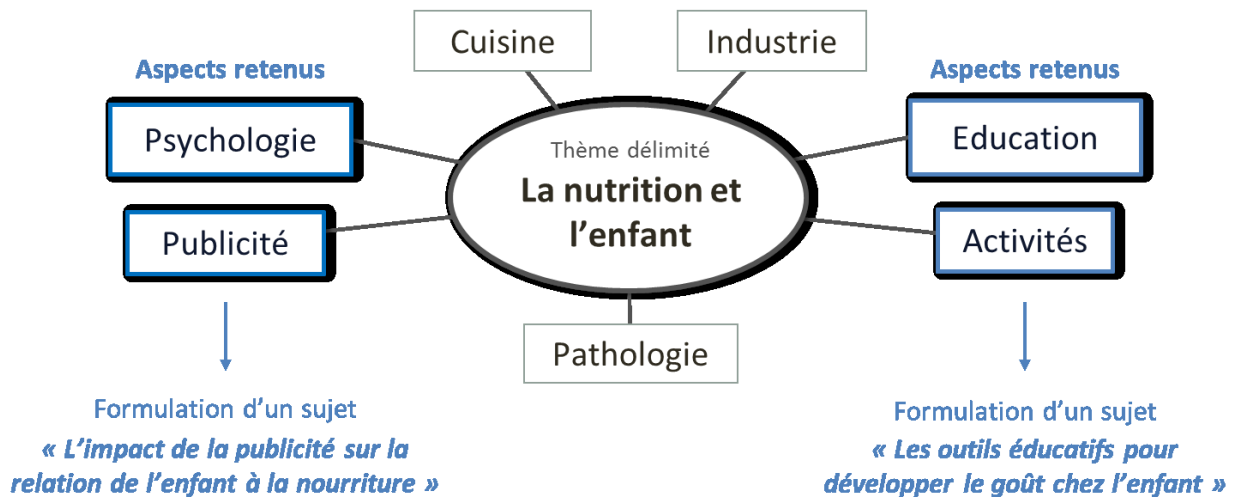 Cuisine
Industrie
Aspects retenus
Aspects retenus
Psychologie
Education
Thème délimité
La nutrition et
l’enfant
Publicité
Activités
Pathologie
Formulation d’un sujet
« L’impact de la publicité sur la
relation de l’enfant à la nourriture »
Formulation d’un sujet
« Les outils éducatifs pour
développer le goût chez l’enfant »